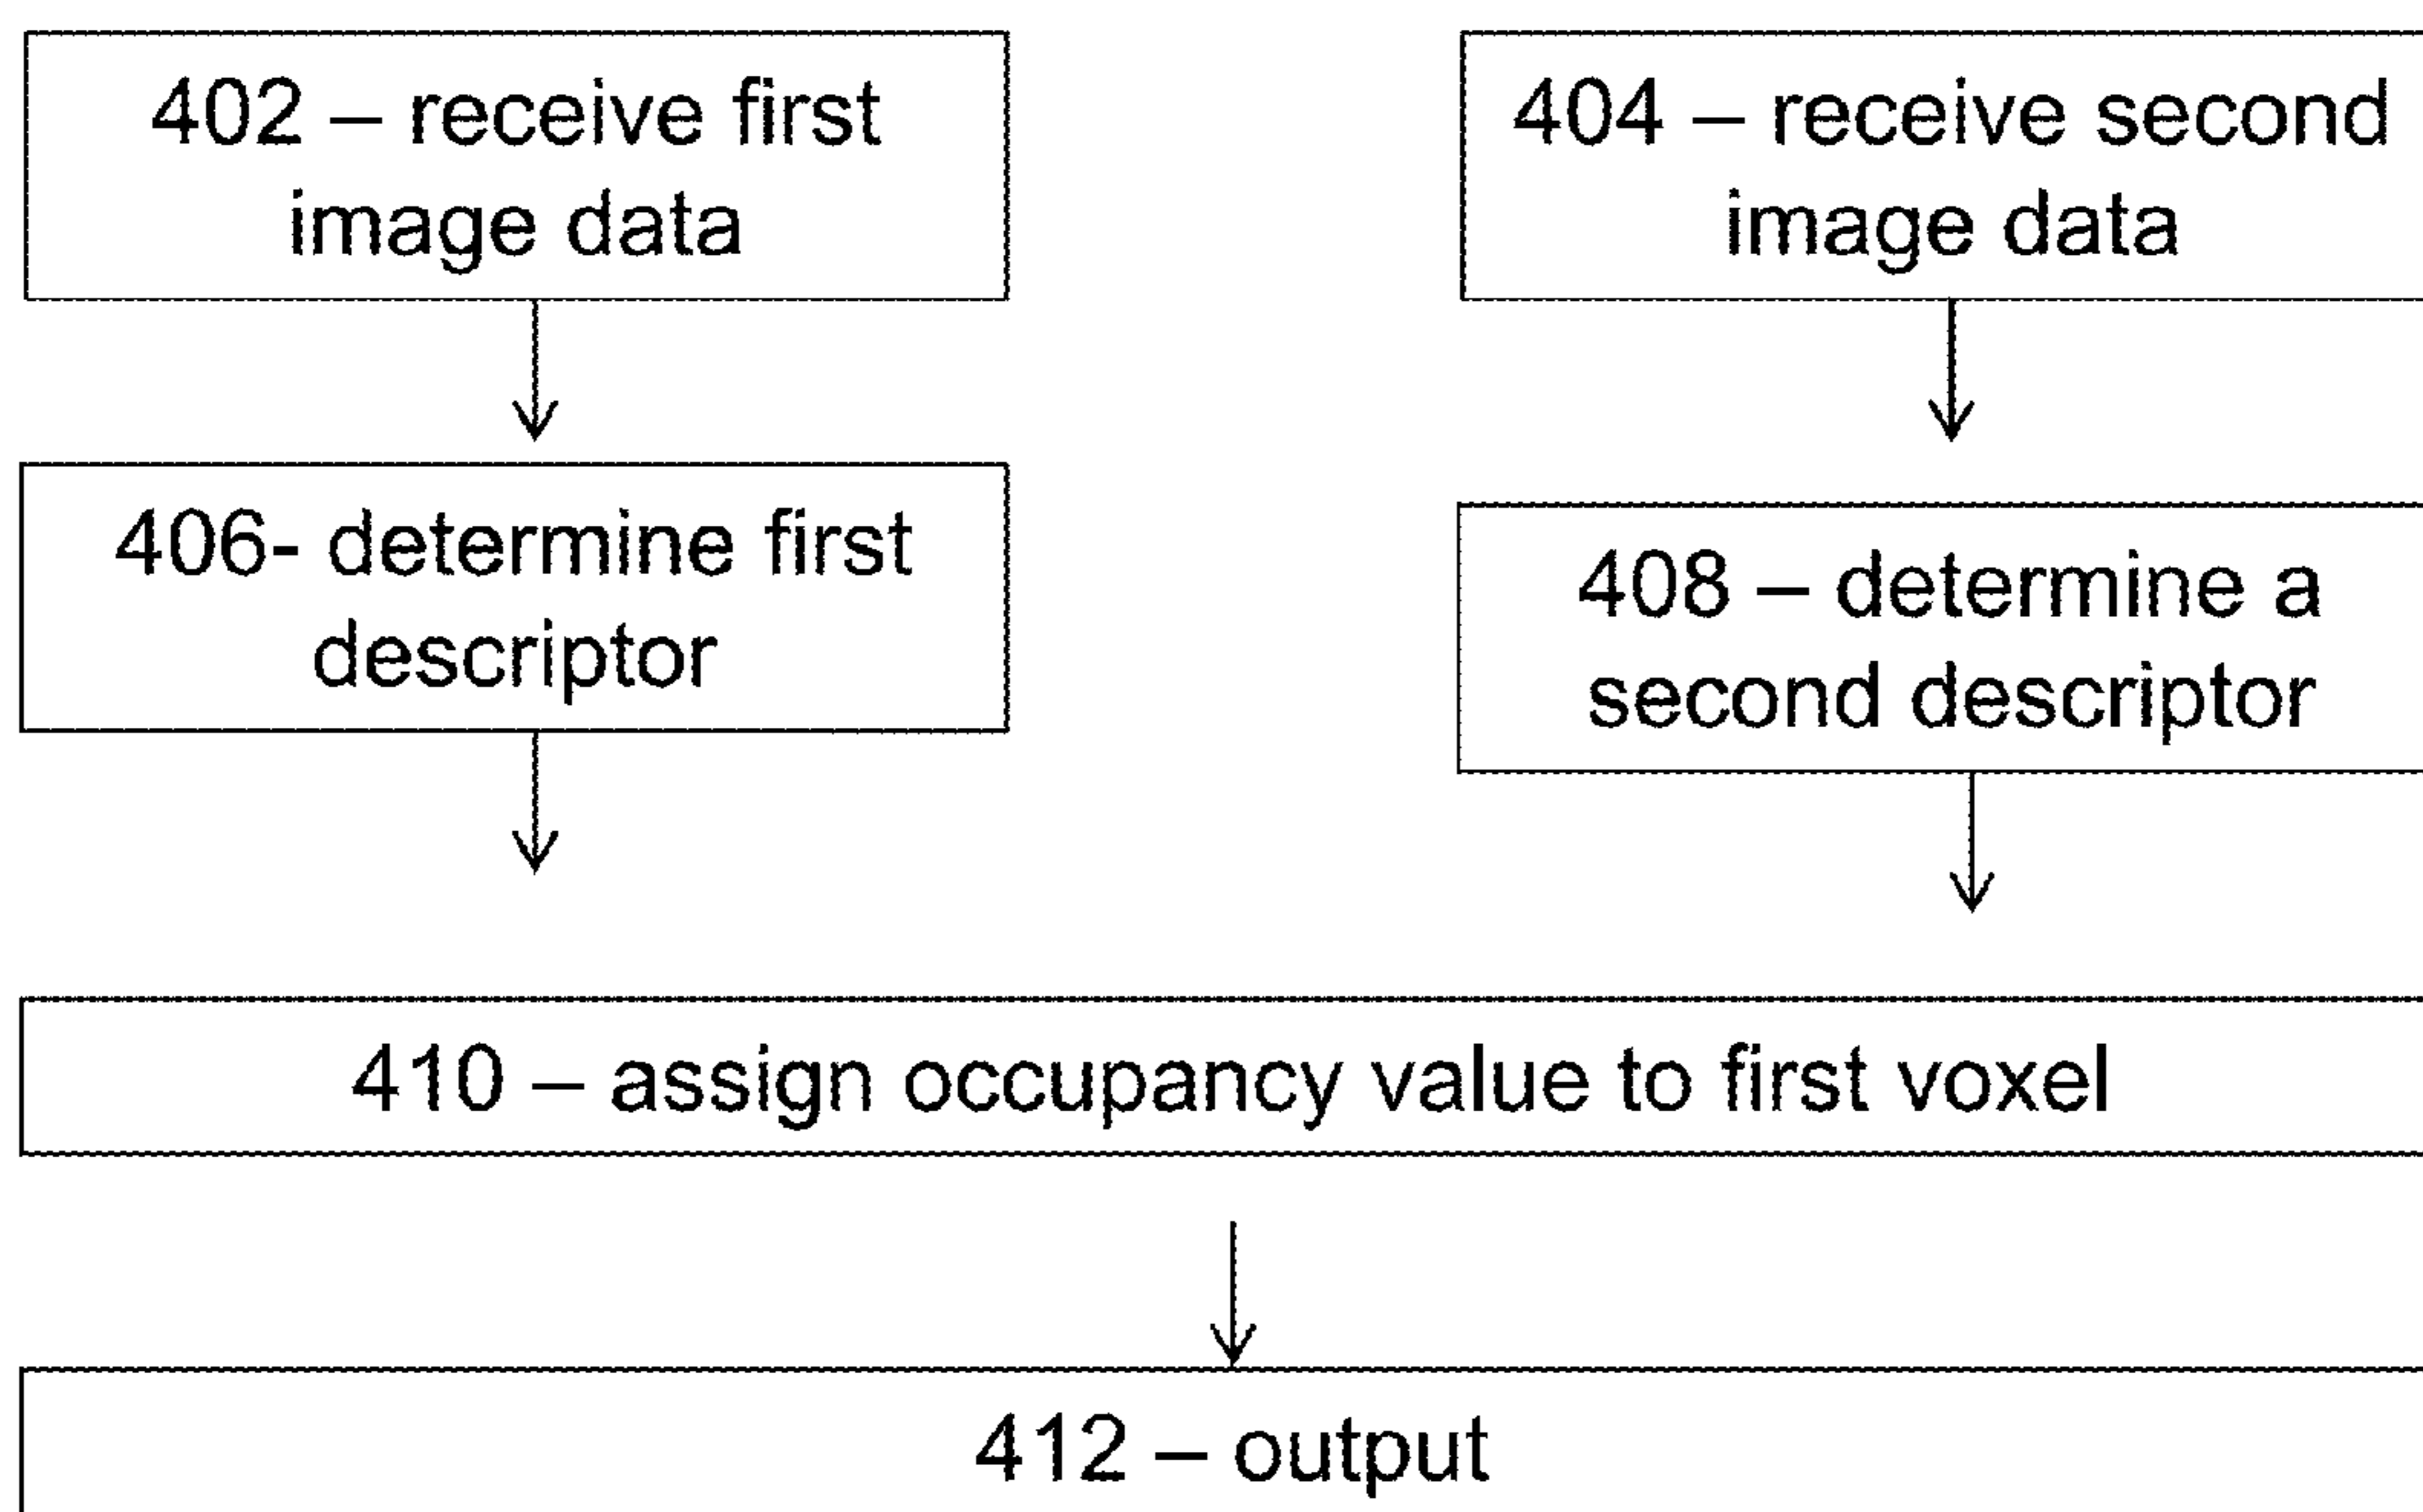 402 – receive first
image data
404 – receive second
image data
406- determine first
descriptor
408 – determine a
second descriptor
410 – assign occupancy value to first voxel
412 – output